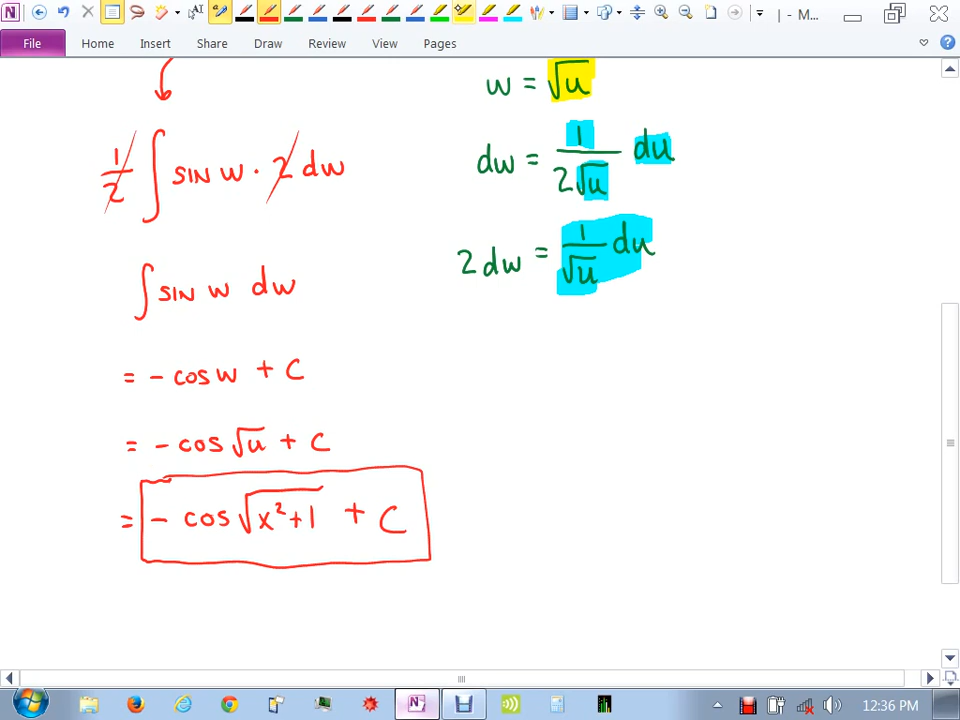 | - M...
File Home Insert Share Draw Review View Pages
w = √u
dw = 1/(2√u) du
2 dw = 1/√u du
1/2 ∫ sin w · 2 dw
∫ sin w dw
= - cos w + C
= - cos √u + C
= - cos √(x²+1) + C
12:36 PM